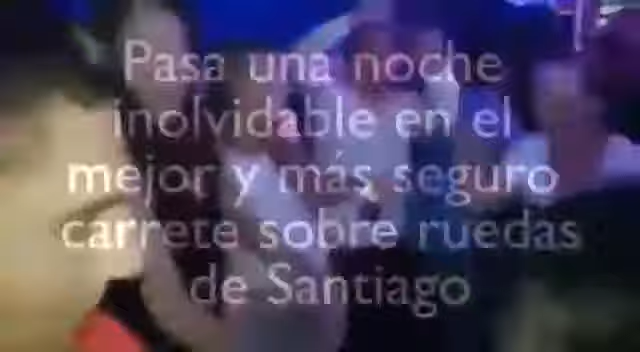 Pasa una noche
inolvidable en el
mejor y más seguro
carrete sobre ruedas
de Santiago